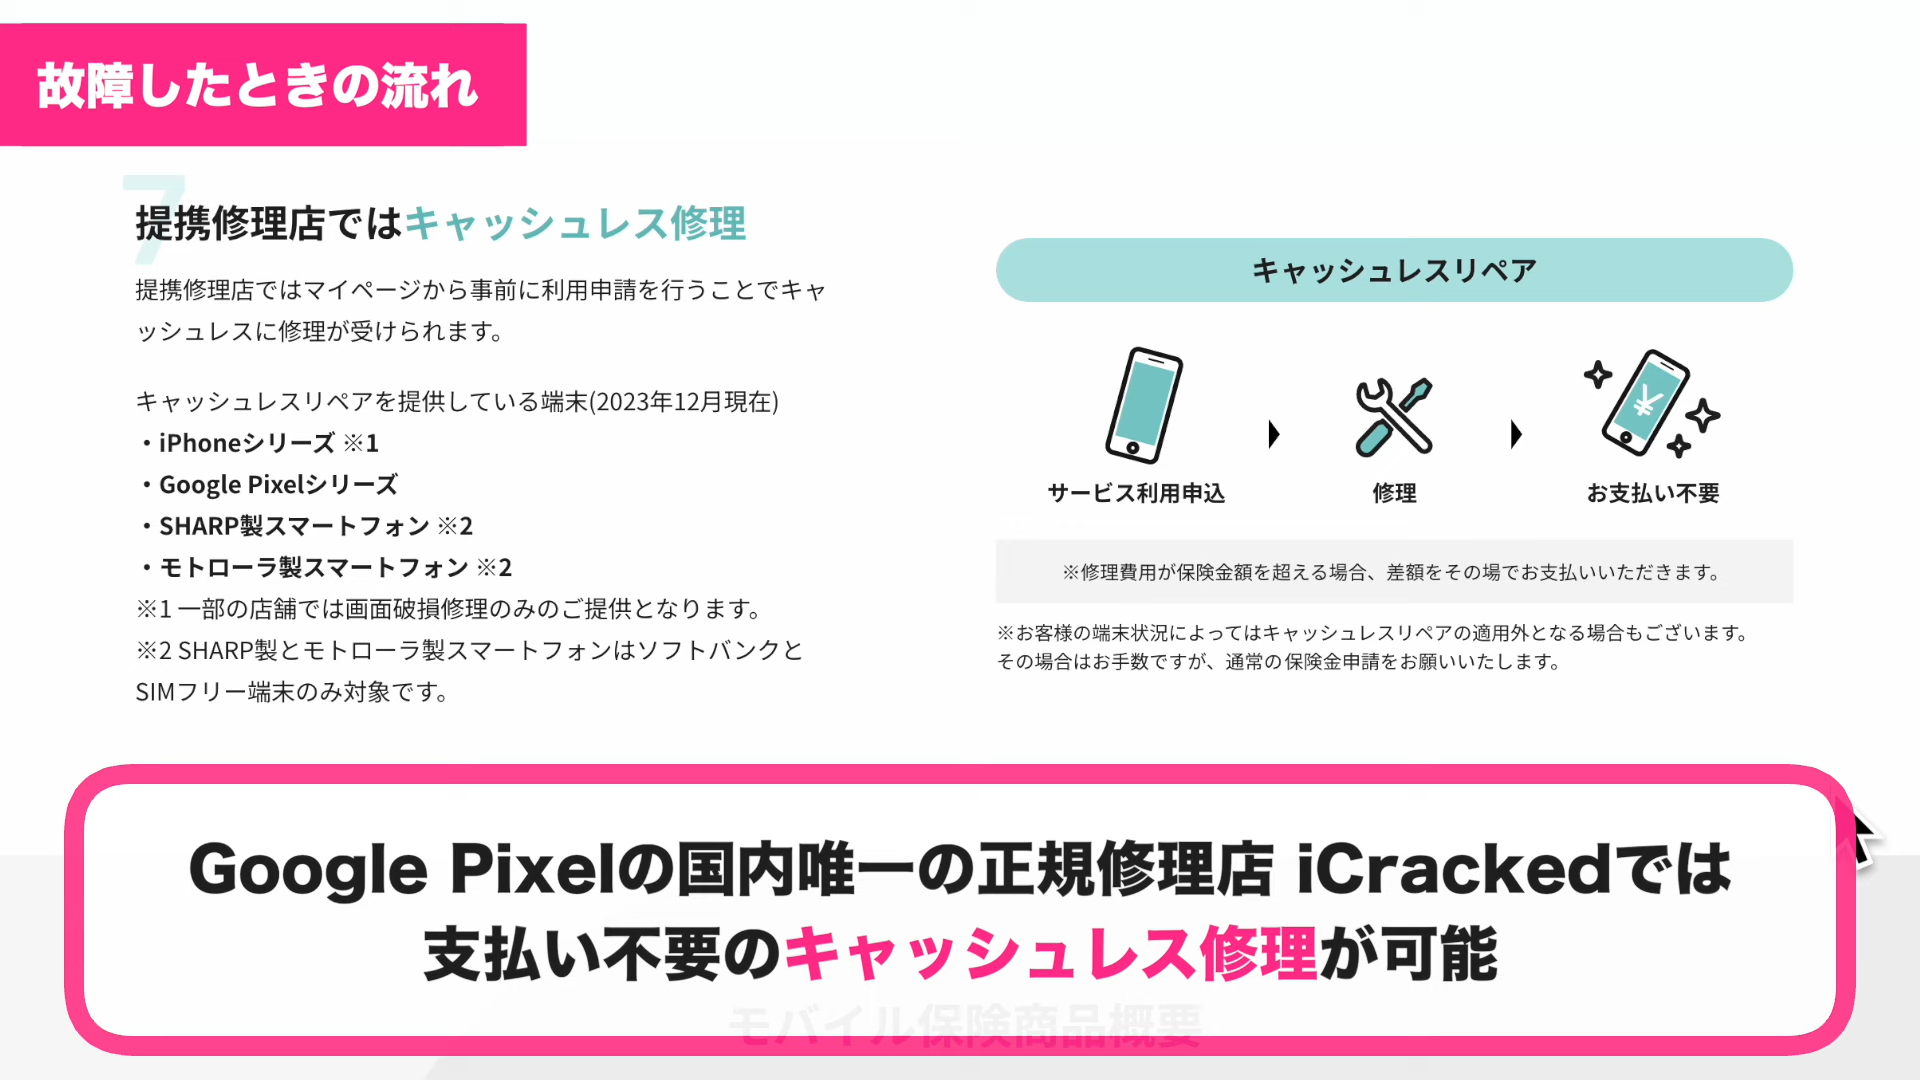 故障したときの流れ
7
提携修理店ではキャッシュレス修理
提携修理店ではマイページから事前に利用申請を行うことでキャ
ッシュレスに修理が受けられます。
キャッシュレスリペアを提供している端末(2023年12月現在)
・iPhoneシリーズ ※1
・Google Pixelシリーズ
・SHARP製スマートフォン ※2
・モトローラ製スマートフォン ※2
※1 一部の店舗では画面破損修理のみのご提供となります。
※2 SHARP製とモトローラ製スマートフォンはソフトバンクと
SIMフリー端末のみ対象です。
キャッシュレスリペア
¥
サービス利用申込
修理
お支払い不要
※修理費用が保険金額を超える場合、差額をその場でお支払いいただきます。
※お客様の端末状況によってはキャッシュレスリペアの適用外となる場合もございます。
その場合はお手数ですが、通常の保険金申請をお願いいたします。
Google Pixelの国内唯一の正規修理店 iCrackedでは
支払い不要のキャッシュレス修理が可能
モバイル保険商品概要